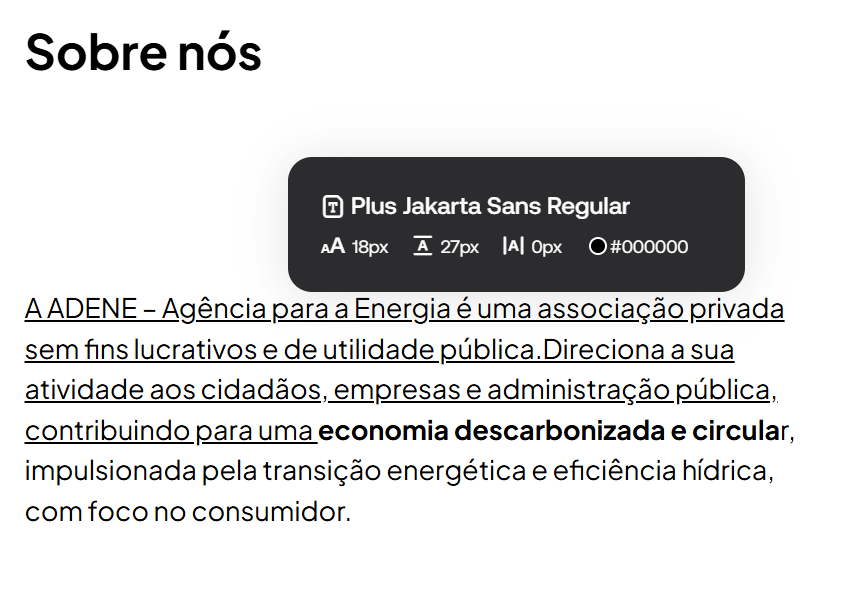 Sobre nós
Plus Jakarta Sans Regular
AA 18px A 27px |A| 0px #000000
A ADENE – Agência para a Energia é uma associação privada
sem fins lucrativos e de utilidade pública.Direciona a sua
atividade aos cidadãos, empresas e administração pública,
contribuindo para uma economia descarbonizada e circular,
impulsionada pela transição energética e eficiência hídrica,
com foco no consumidor.